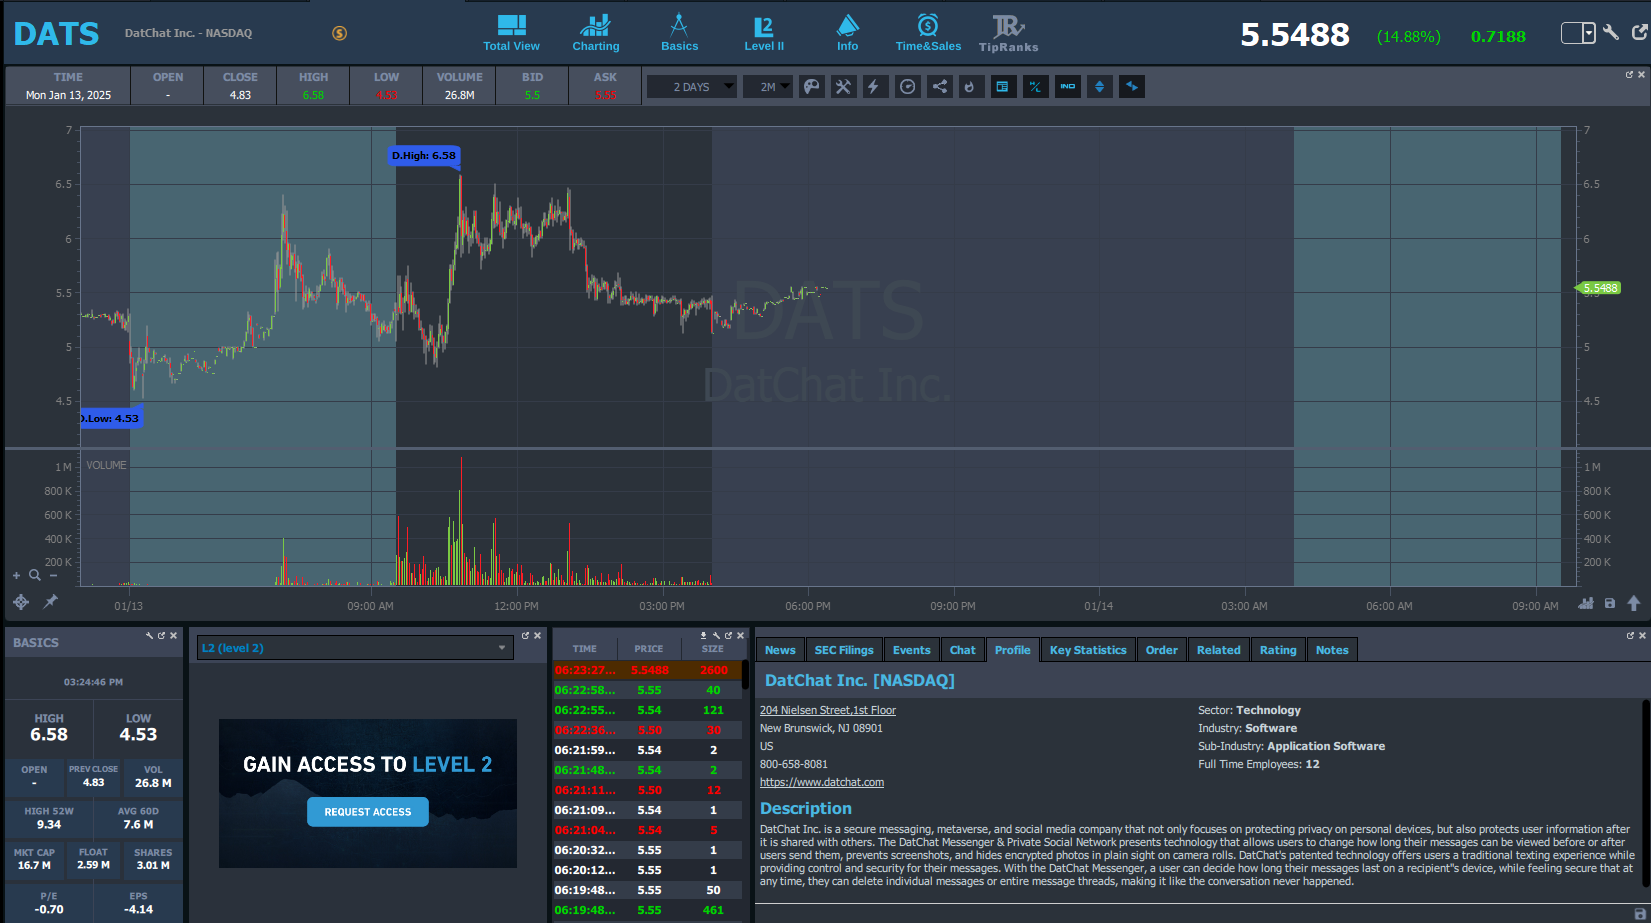 DATS
DatChat Inc. - NASDAQ
Total View
Charting
Basics
L2
Level II
Info
Time&Sales
TipRanks
5.5488
(14.88%)
0.7188
TIME OPEN CLOSE HIGH LOW VOLUME BID ASK
Mon Jan 13, 2025 - 4.83 6.58 4.53 26.8M 5.5 5.65
2 DAYS
2M
IND
7 7
6.5 6.5
6 6
5.5
5 5
4.5 4.5
D.High: 6.58
D.Low: 4.53
5.5488
DATS
DatChat Inc.
VOLUME
1 M 1 M
800 K 800 K
600 K 600 K
400 K 400 K
200 K 200 K
01/13 09:00 AM 12:00 PM 03:00 PM 06:00 PM 09:00 PM 01/14 03:00 AM 06:00 AM 09:00 AM
BASICS
03:24:46 PM
HIGH LOW
6.58 4.53
OPEN PREV CLOSE VOL
- 4.83 26.8 M
HIGH 52W AVG 60D
9.34 7.6 M
MKT CAP FLOAT SHARES
16.7 M 2.59 M 3.01 M
P/E EPS
-0.70 -4.14
L2 (level 2)
GAIN ACCESS TO LEVEL 2
REQUEST ACCESS
TIME PRICE SIZE
06:23:27... 5.5488 2600
06:22:58... 5.55 40
06:22:55... 5.54 121
06:22:36... 5.50 30
06:21:59... 5.54 2
06:21:48... 5.54 2
06:21:11... 5.50 12
06:21:09... 5.54 1
06:21:04... 5.54 5
06:20:32... 5.55 1
06:20:12... 5.55 1
06:19:48... 5.55 50
06:19:48... 5.55 461
News SEC Filings Events Chat Profile Key Statistics Order Related Rating Notes
DatChat Inc. [NASDAQ]
204 Nielsen Street,1st Floor
New Brunswick, NJ 08901
US
800-658-8081
https://www.datchat.com
Sector: Technology
Industry: Software
Sub-Industry: Application Software
Full Time Employees: 12
Description
DatChat Inc. is a secure messaging, metaverse, and social media company that not only focuses on protecting privacy on personal devices, but also protects user information after
it is shared with others. The DatChat Messenger & Private Social Network presents technology that allows users to change how long their messages can be viewed before or after
users send them, prevents screenshots, and hides encrypted photos in plain sight on camera rolls. DatChat's patented technology offers users a traditional texting experience while
providing control and security for their messages. With the DatChat Messenger, a user can decide how long their messages last on a recipient"s device, while feeling secure that at
any time, they can delete individual messages or entire message threads, making it like the conversation never happened.